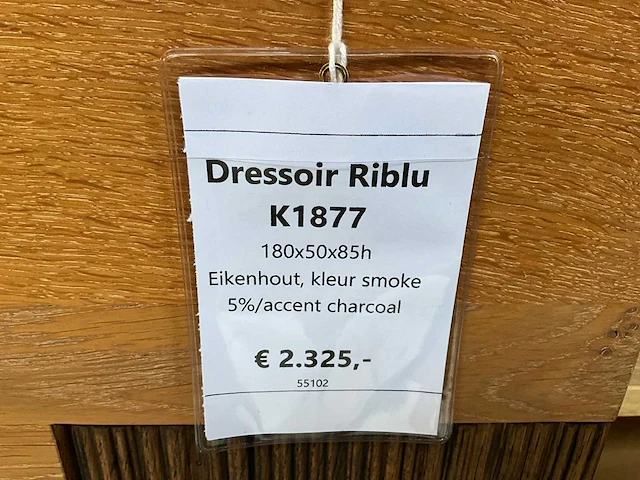 Dressoir Riblu
K1877
180x50x85h
Eikenhout, kleur smoke
5%/accent charcoal
€ 2.325,-
55102